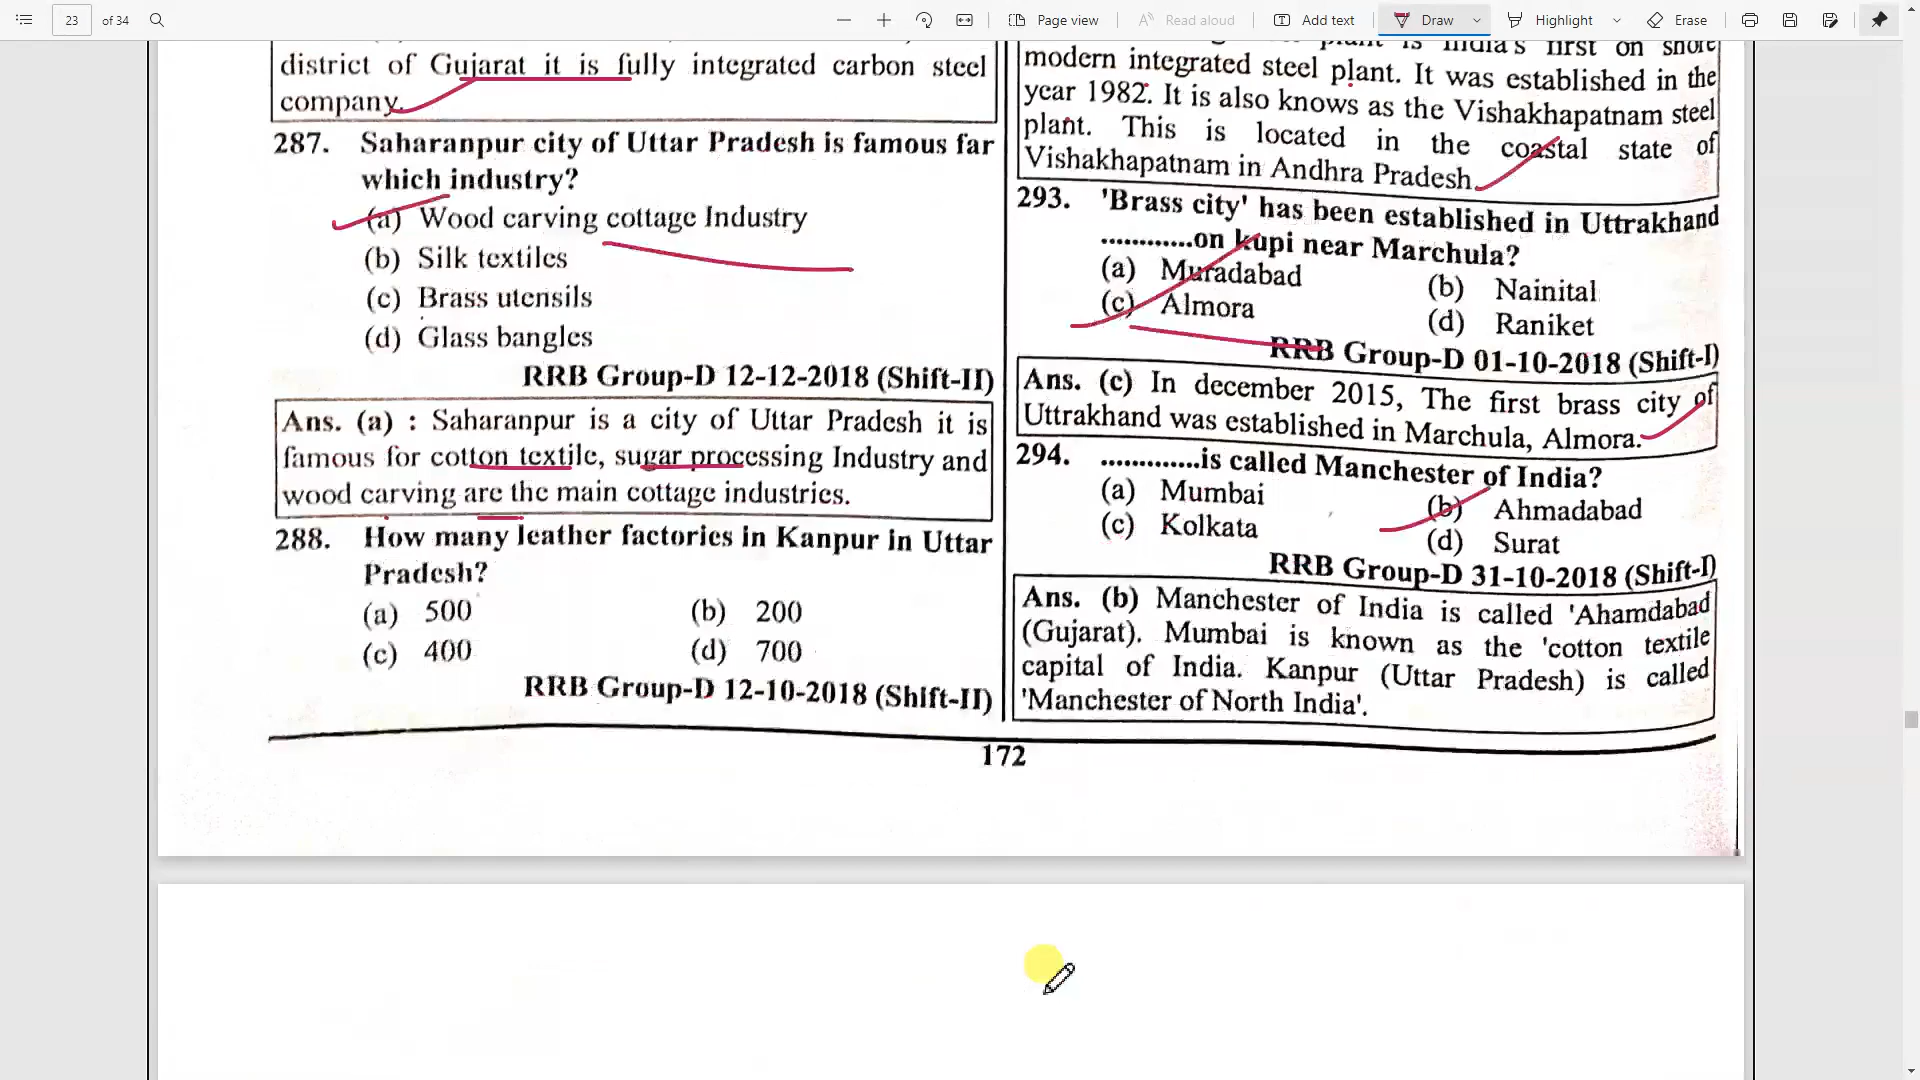 23 of 34
Page view
Read aloud
Add text
Draw
Highlight
Erase
district of Gujarat it is fully integrated carbon steel
company.
287. Saharanpur city of Uttar Pradesh is famous far
which industry?
(a) Wood carving cottage Industry
(b) Silk textiles
(c) Brass utensils
(d) Glass bangles
RRB Group-D 12-12-2018 (Shift-II)
Ans. (a) : Saharanpur is a city of Uttar Pradesh it is
famous for cotton textile, sugar processing Industry and
wood carving are the main cottage industries.
288. How many leather factories in Kanpur in Uttar
Pradesh?
(a) 500 (b) 200
(c) 400 (d) 700
RRB Group-D 12-10-2018 (Shift-II)
plant is India's first on shore
modern integrated steel plant. It was established in the
year 1982. It is also knows as the Vishakhapatnam steel
plant. This is located in the coastal state of
Vishakhapatnam in Andhra Pradesh.
293. 'Brass city' has been established in Uttrakhand
............on kupi near Marchula?
(a) Muradabad (b) Nainital
(c) Almora (d) Raniket
RRB Group-D 01-10-2018 (Shift-I)
Ans. (c) In december 2015, The first brass city of
Uttrakhand was established in Marchula, Almora.
294. .............is called Manchester of India?
(a) Mumbai (b) Ahmadabad
(c) Kolkata (d) Surat
RRB Group-D 31-10-2018 (Shift-I)
Ans. (b) Manchester of India is called 'Ahamdabad
(Gujarat). Mumbai is known as the 'cotton textile
capital of India. Kanpur (Uttar Pradesh) is called
'Manchester of North India'.
172